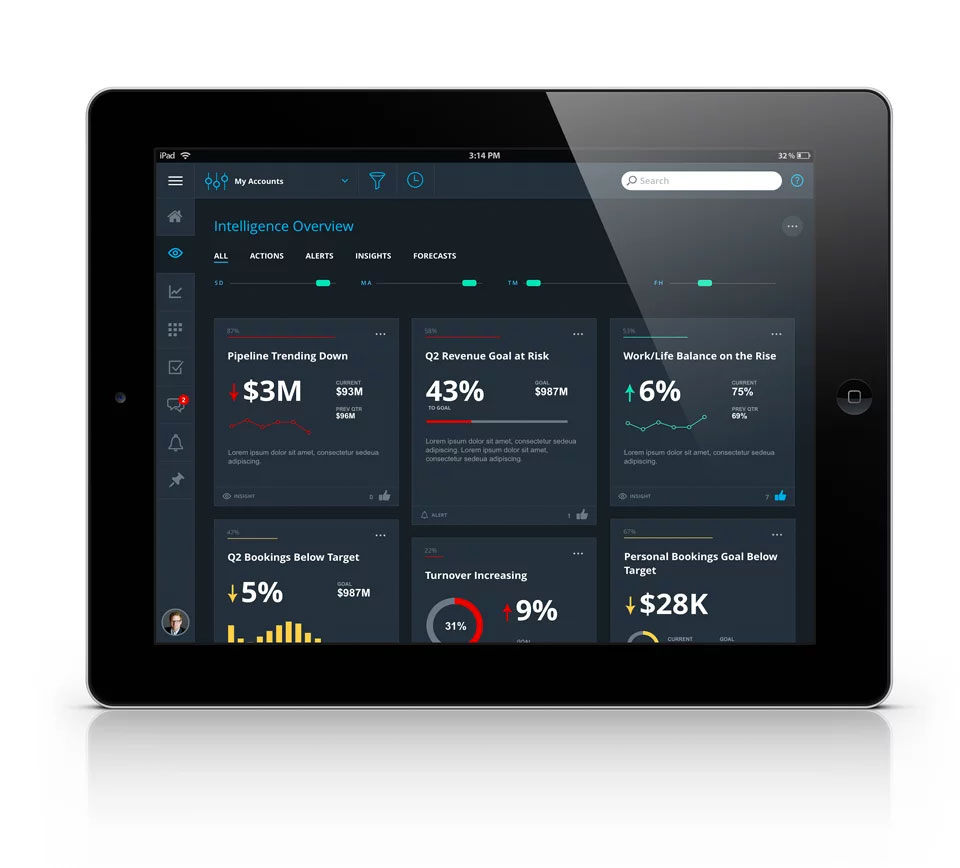 iPad
3:14 PM
32 %
My Accounts
Search
?
Intelligence Overview
ALL ACTIONS ALERTS INSIGHTS FORECASTS
SD MA TM FH
87%
Pipeline Trending Down
$3M
CURRENT
$93M
PREV QTR
$96M
Lorem ipsum dolor sit amet, consectetur sedeua
adipiscing.
INSIGHT 0
58%
Q2 Revenue Goal at Risk
43%
TO GOAL
GOAL
$987M
Lorem ipsum dolor sit amet, consectetur sedeua
adipiscing. Lorem ipsum dolor sit amet,
consectetur sedeua adipiscing.
ALERT 1
53%
Work/Life Balance on the Rise
6%
CURRENT
75%
PREV QTR
69%
Lorem ipsum dolor sit amet, consectetur sedeua
adipiscing.
INSIGHT 7
2
47%
Q2 Bookings Below Target
5%
GOAL
$987M
22%
Turnover Increasing
31%
9%
GOAL
67%
Personal Bookings Goal Below
Target
$28K
CURRENT GOAL